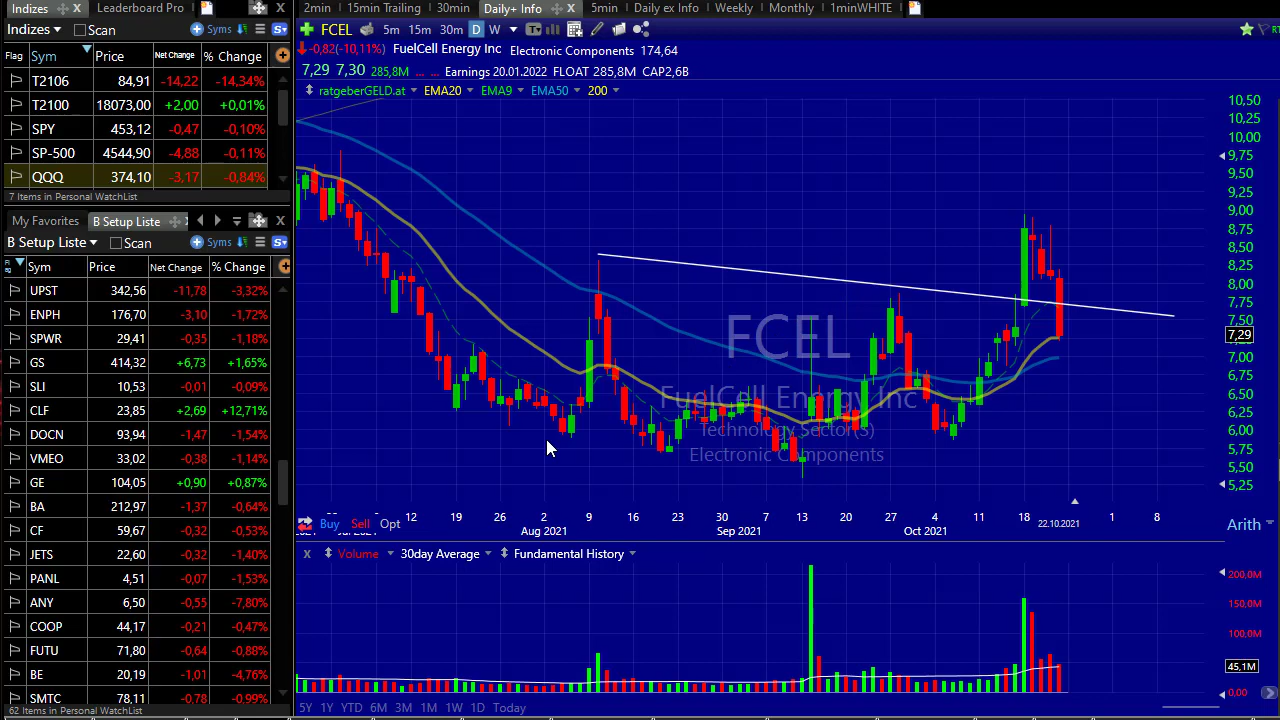 Indizes X Leaderboard Pro
Indizes Scan Syms
Flag Sym Price Net Change % Change
T2106 84,91 -14,22 -14,34%
T2100 18073,00 +2,00 +0,01%
SPY 453,12 -0,47 -0,10%
SP-500 4544,90 -4,88 -0,11%
QQQ 374,10 -3,17 -0,84%
7 Items in Personal WatchList
My Favorites B Setup Liste X
B Setup Liste Scan Syms
Sym Price Net Change % Change
UPST 342,56 -11,78 -3,32%
ENPH 176,70 -3,10 -1,72%
SPWR 29,41 -0,35 -1,18%
GS 414,32 +6,73 +1,65%
SLI 10,53 -0,01 -0,09%
CLF 23,85 +2,69 +12,71%
DOCN 93,94 -1,47 -1,54%
VMEO 33,02 -0,38 -1,14%
GE 104,05 +0,90 +0,87%
BA 212,97 -1,37 -0,64%
CF 59,67 -0,32 -0,53%
JETS 22,60 -0,32 -1,40%
PANL 4,51 -0,07 -1,53%
ANY 6,50 -0,55 -7,80%
COOP 44,17 -0,21 -0,47%
FUTU 71,80 -0,64 -0,88%
BE 20,19 -1,01 -4,76%
SMTC 78,11 -0,78 -0,99%
62 Items in Personal WatchList
2min 15min Trailing 30min Daily+ Info X 5min Daily ex Info Weekly Monthly 1minWHITE
FCEL 5m 15m 30m D W
-0,82(-10,11%) FuelCell Energy Inc Electronic Components 174,64
7,29 7,30 285,8M ... ... Earnings 20.01.2022 FLOAT 285,8M CAP2,6B
ratgeberGELD.at EMA20 EMA9 EMA50 200
10,50
10,25
10,00
9,75
9,50
9,25
9,00
8,75
8,50
8,25
8,00
7,75
7,50
7,29
7,00
6,75
6,50
6,25
6,00
5,75
5,50
5,25
FCEL
FuelCell Energy Inc
Technology Sector(S)
Electronic Components
12 19 26 2 9 16 23 30 7 13 20 27 4 11 18 22.10.2021 1 8
Aug 2021 Sep 2021 Oct 2021
Buy Sell Opt
Arith
X Volume 30day Average Fundamental History
200,0M
150,0M
100,0M
45,1M
0,00
5Y 1Y YTD 6M 3M 1M 1W 1D Today